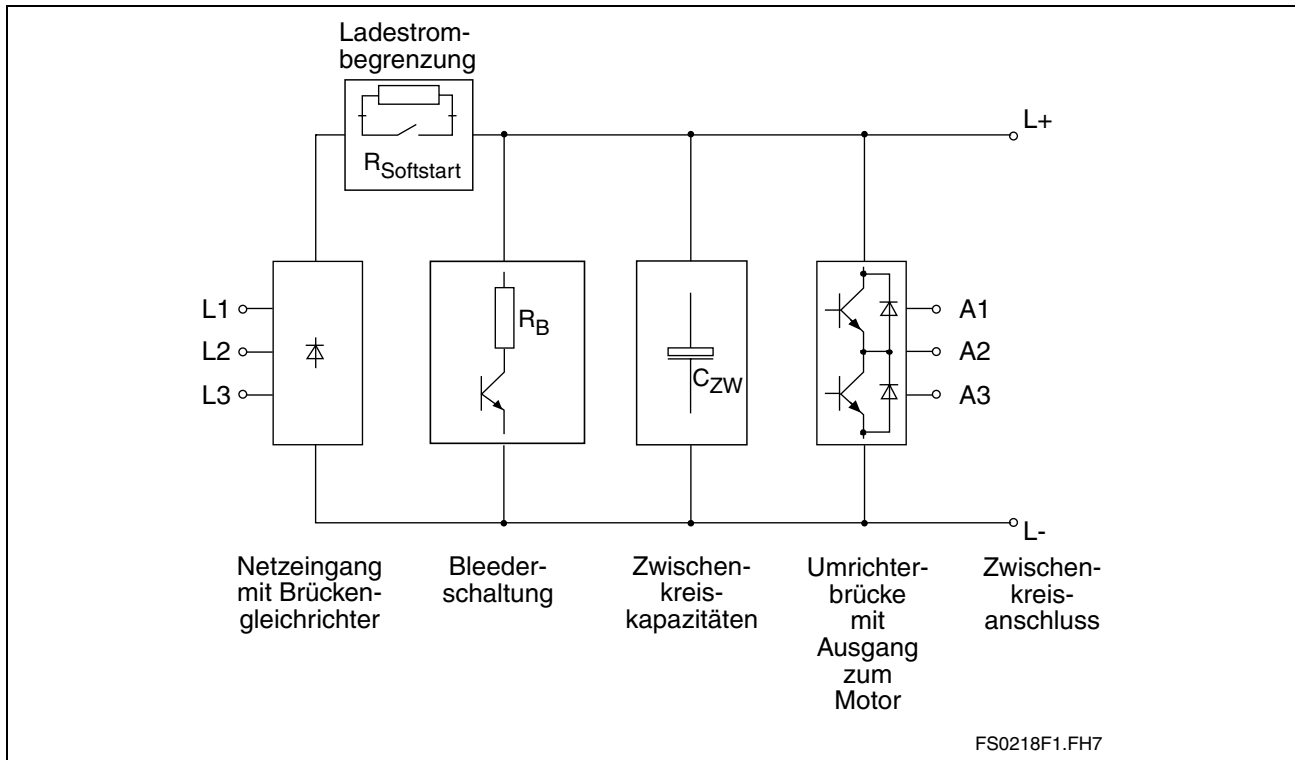 Ladestrom-
begrenzung
RSoftstart
L+
L1
L2
L3
RB
CZW
A1
A2
A3
L-
Netzeingang
mit Brücken-
gleichrichter
Bleeder-
schaltung
Zwischen-
kreis-
kapazitäten
Umrichter-
brücke
mit
Ausgang
zum
Motor
Zwischen-
kreis-
anschluss
FS0218F1.FH7